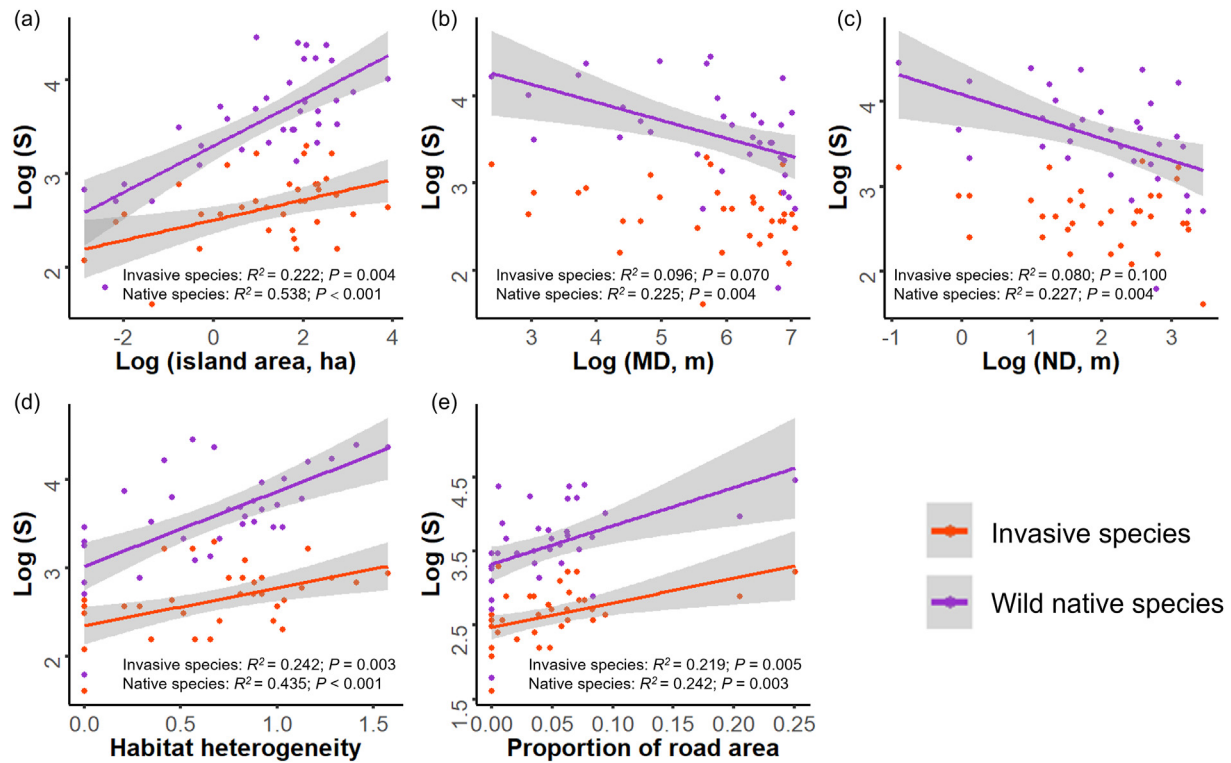 (a)
Log (S)
4
3
2
Invasive species: R² = 0.222; P = 0.004
Native species: R² = 0.538; P < 0.001
-2 0 2 4
Log (island area, ha)
(b)
Log (S)
4
3
2
Invasive species: R² = 0.096; P = 0.070
Native species: R² = 0.225; P = 0.004
3 4 5 6 7
Log (MD, m)
(c)
Log (S)
4
3
2
Invasive species: R² = 0.080; P = 0.100
Native species: R² = 0.227; P = 0.004
-1 0 1 2 3
Log (ND, m)
(d)
Log (S)
4
3
2
Invasive species: R² = 0.242; P = 0.003
Native species: R² = 0.435; P < 0.001
0.0 0.5 1.0 1.5
Habitat heterogeneity
(e)
Log (S)
4.5
3.5
2.5
1.5
Invasive species: R² = 0.219; P = 0.005
Native species: R² = 0.242; P = 0.003
0.00 0.05 0.10 0.15 0.20 0.25
Proportion of road area
Invasive species
Wild native species